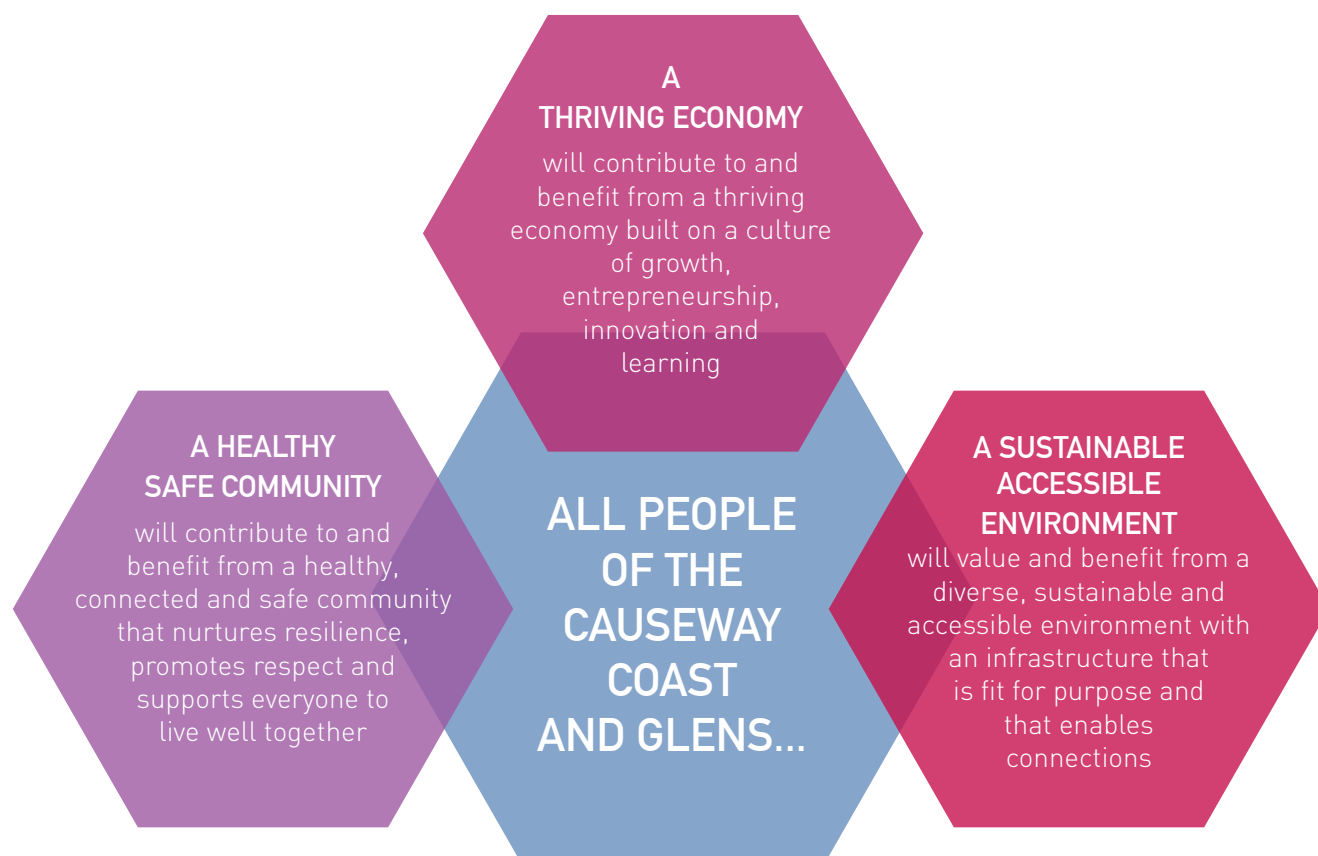 A
THRIVING ECONOMY
will contribute to and
benefit from a thriving
economy built on a culture
of growth,
entrepreneurship,
innovation and
learning
A HEALTHY
SAFE COMMUNITY
will contribute to and
benefit from a healthy,
connected and safe community
that nurtures resilience,
promotes respect and
supports everyone to
live well together
ALL PEOPLE
OF THE
CAUSEWAY
COAST
AND GLENS...
A SUSTAINABLE
ACCESSIBLE
ENVIRONMENT
will value and benefit from a
diverse, sustainable and
accessible environment with
an infrastructure that
is fit for purpose and
that enables
connections